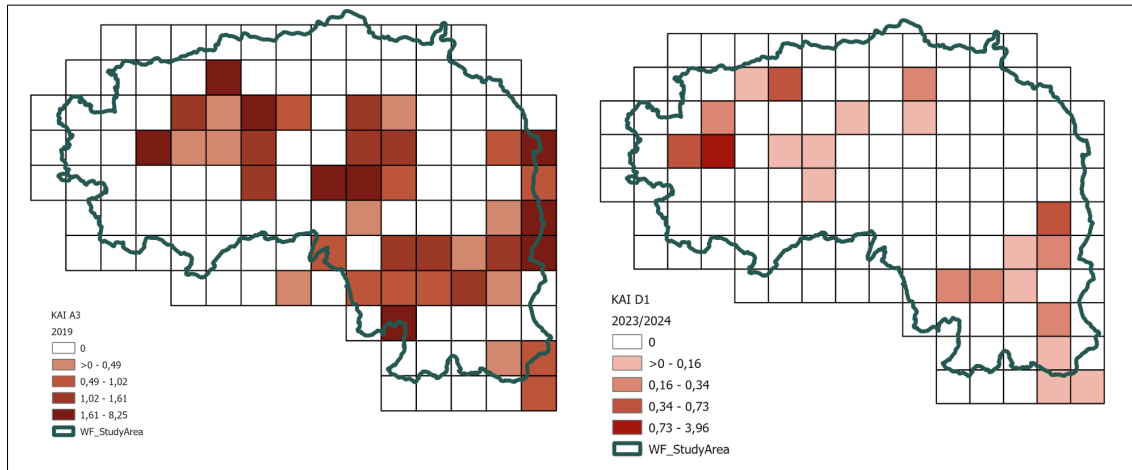 KAI A3
2019
0
>0 - 0,49
0,49 - 1,02
1,02 - 1,61
1,61 - 8,25
WF_StudyArea
KAI D1
2023/2024
0
>0 - 0,16
0,16 - 0,34
0,34 - 0,73
0,73 - 3,96
WF_StudyArea